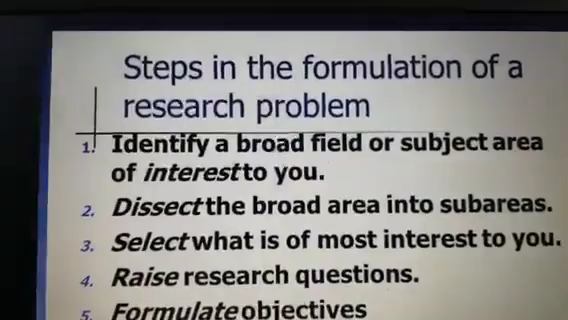 Steps in the formulation of a
research problem
1. Identify a broad field or subject area
of interest to you.
2. Dissect the broad area into subareas.
3. Select what is of most interest to you.
4. Raise research questions.
5. Formulate objectives